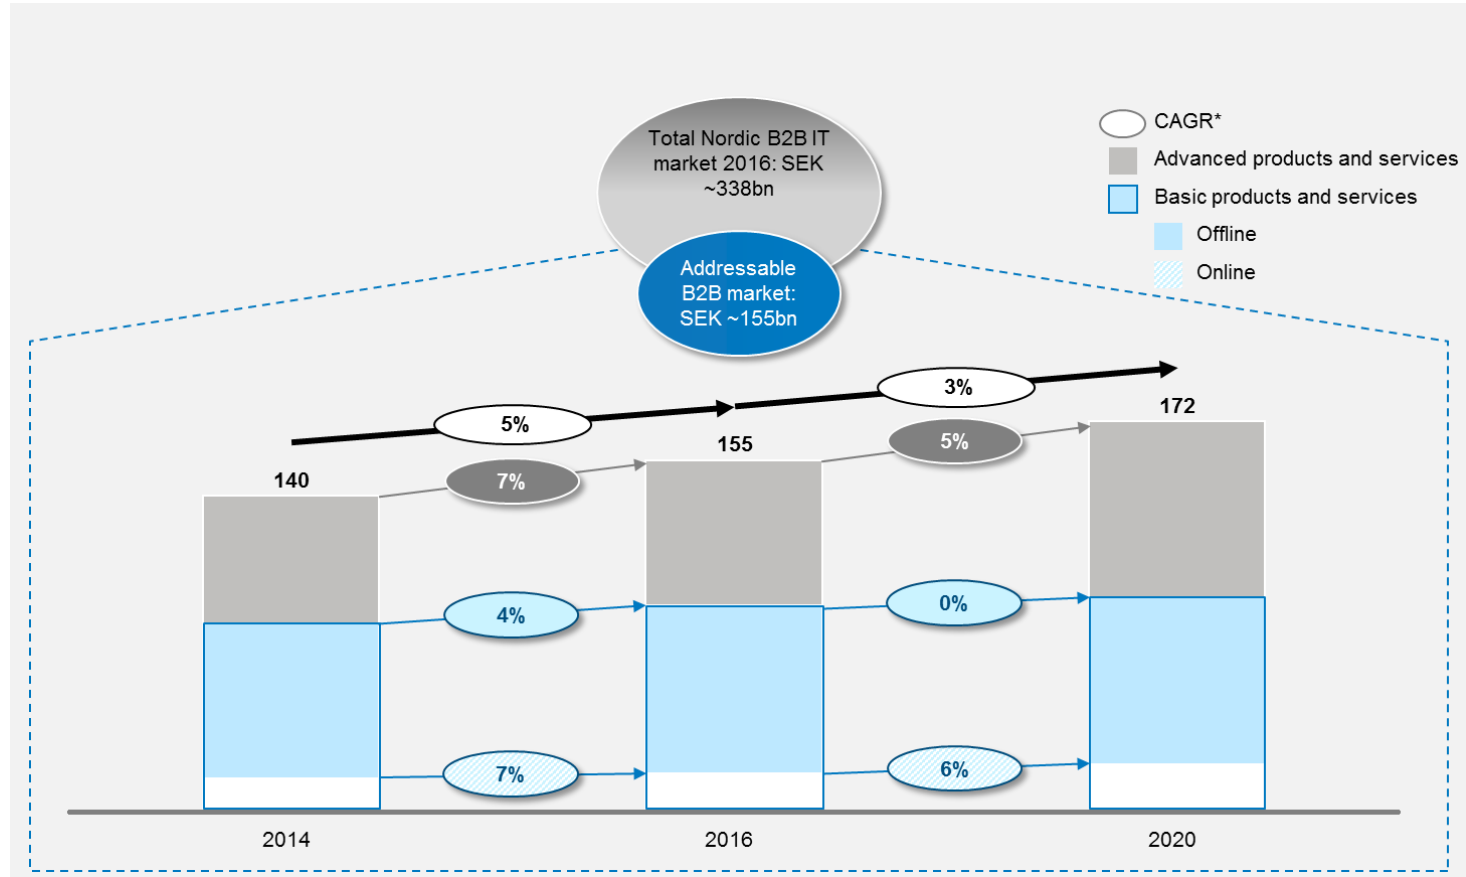 Total Nordic B2B IT
market 2016: SEK
~338bn
Addressable
B2B market:
SEK ~155bn
CAGR*
Advanced products and services
Basic products and services
Offline
Online
3%
5%
172
155
5%
140
7%
4%
0%
7%
6%
2014
2016
2020